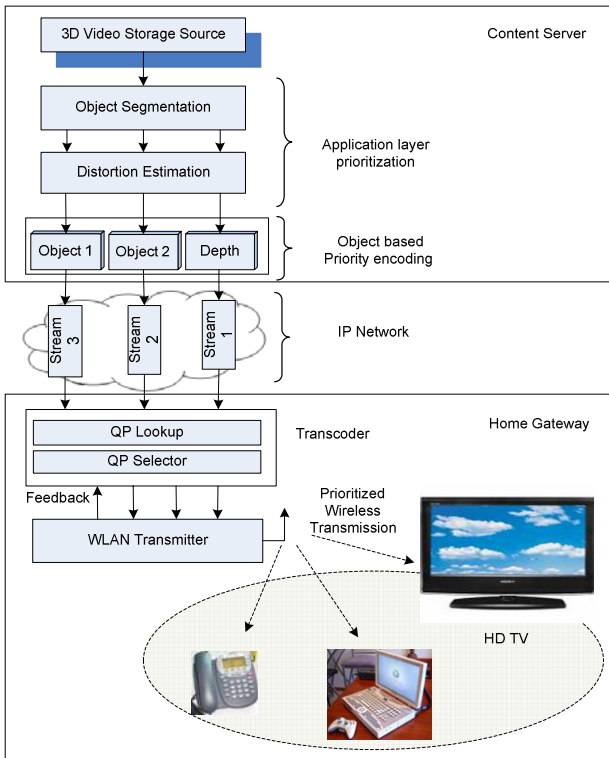 3D Video Storage Source
Content Server
Object Segmentation
Application layer
prioritization
Distortion Estimation
Object 1
Object 2
Depth
Object based
Priority encoding
Stream
3
Stream
2
Stream
1
IP Network
Home Gateway
QP Lookup
Transcoder
QP Selector
Feedback
Prioritized
Wireless
Transmission
WLAN Transmitter
HD TV